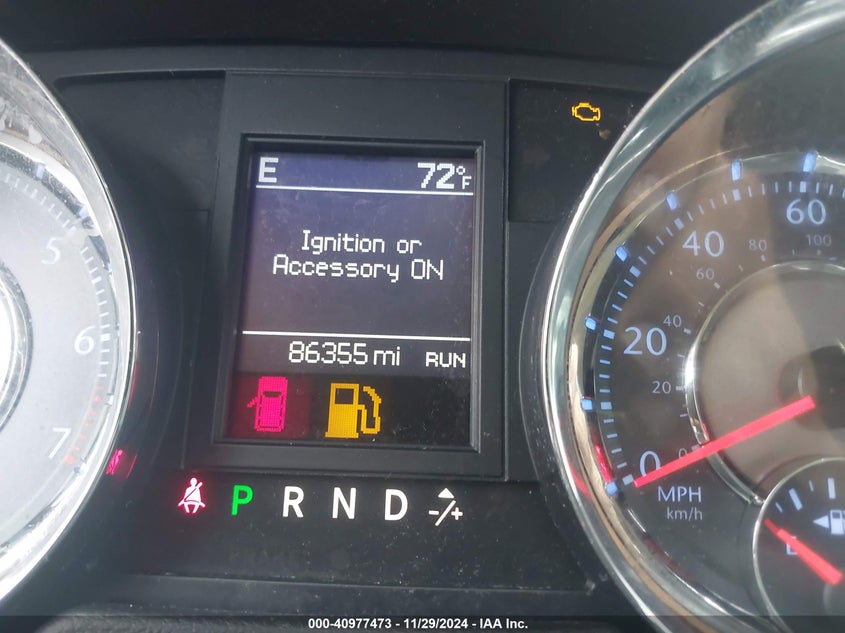 E 72°F
Ignition or
Accessory ON
86355 mi RUN
P R N D -/+
5
6
7
0
20
40
60
0
20
40
60
80
100
MPH
km/h
E
000-40977473 - 11/29/2024 - IAA Inc.